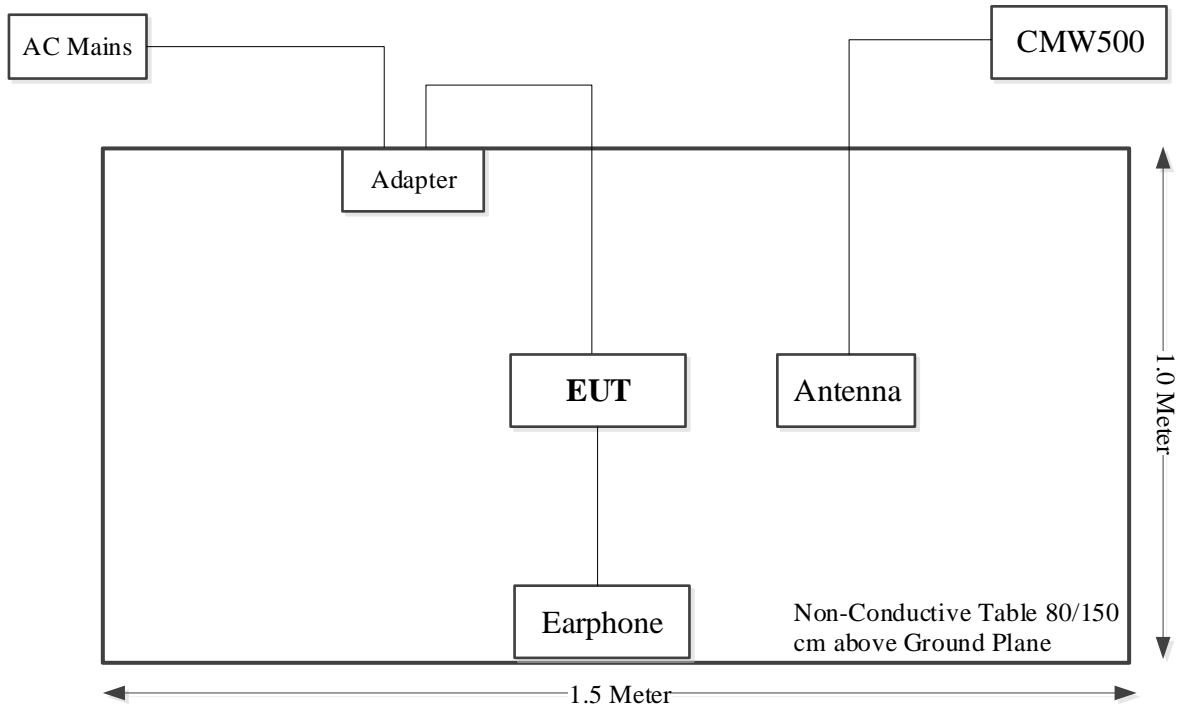 AC Mains
CMW500
Adapter
EUT
Antenna
1.0 Meter
Earphone
Non-Conductive Table 80/150
cm above Ground Plane
1.5 Meter